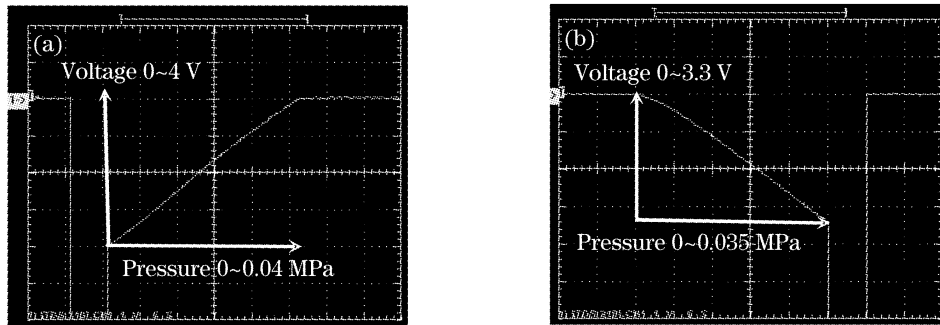 (a)
Voltage 0~4 V
Pressure 0~0.04 MPa
(b)
Voltage 0~3.3 V
Pressure 0~0.035 MPa